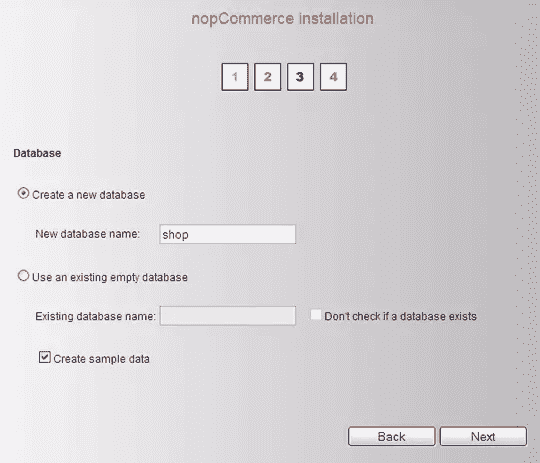 nopCommerce installation
1 2 3 4
Database
Create a new database
New database name: shop
Use an existing empty database
Existing database name: Don't check if a database exists
Create sample data
Back Next